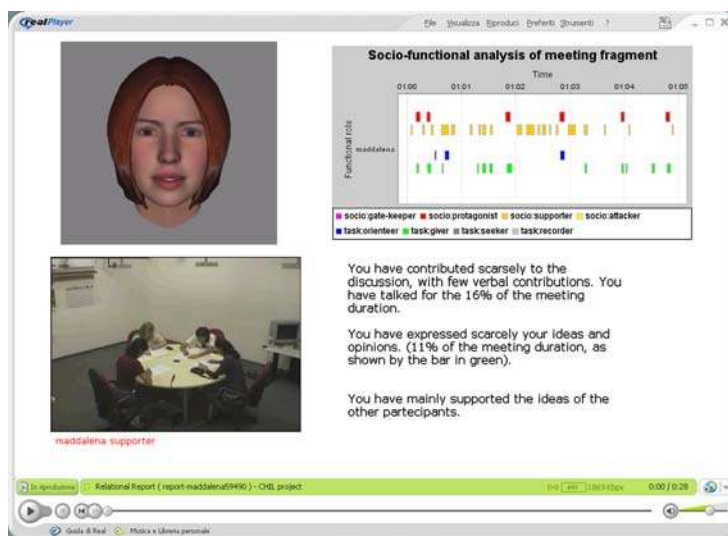 realPlayer
File Visualizza Riproduci Preferiti Strumenti ?
Socio-functional analysis of meeting fragment
Time
01:00 01:01 01:02 01:03 01:04 01:05
Functional role
maddalena
socio:gate-keeper socio:protagonist socio:supporter socio:attacker
task:orienteer task:giver task:seeker task:recorder
You have contributed scarsely to the
discussion, with few verbal contributions. You
have talked for the 16% of the meeting
duration.
You have expressed scarcely your ideas and
opinions. (11% of the meeting duration, as
shown by the bar in green).
You have mainly supported the ideas of the
other partecipants.
maddalena supporter
In riproduzione Relational Report ( report-maddalena59490 ) - CHIL project 0:00 / 0:28
Guida di Real Musica e Libreria personale